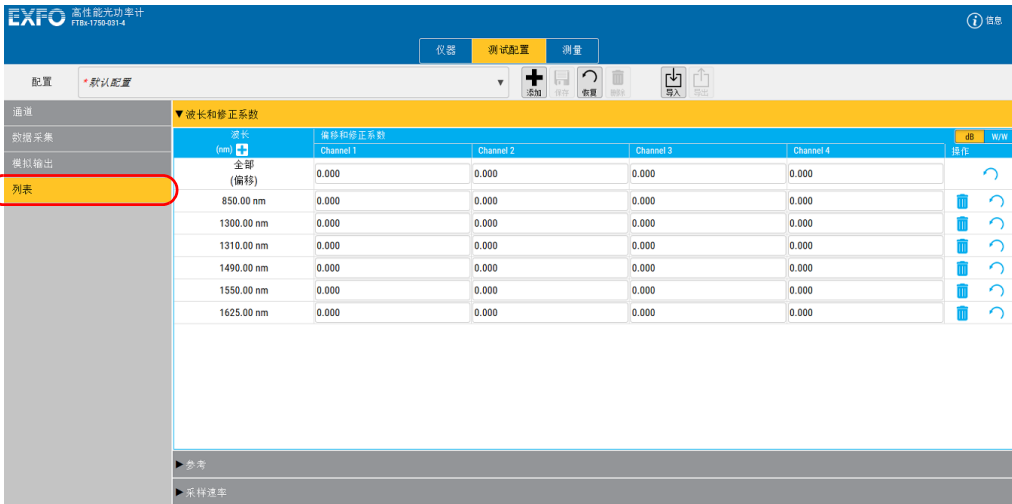 EXFO 高性能光功率计
FTBx-1750-031-4
信息
仪器 测试配置 测量
配置 *默认配置 添加 保存 恢复 删除 导入 导出
通道
数据采集
模拟输出
列表
波长和修正系数
波长 偏移和修正系数 dB W/W
(nm) Channel 1 Channel 2 Channel 3 Channel 4 操作
全部
(偏移) 0.000 0.000 0.000 0.000
850.00 nm 0.000 0.000 0.000 0.000
1300.00 nm 0.000 0.000 0.000 0.000
1310.00 nm 0.000 0.000 0.000 0.000
1490.00 nm 0.000 0.000 0.000 0.000
1550.00 nm 0.000 0.000 0.000 0.000
1625.00 nm 0.000 0.000 0.000 0.000
参考
采样速率